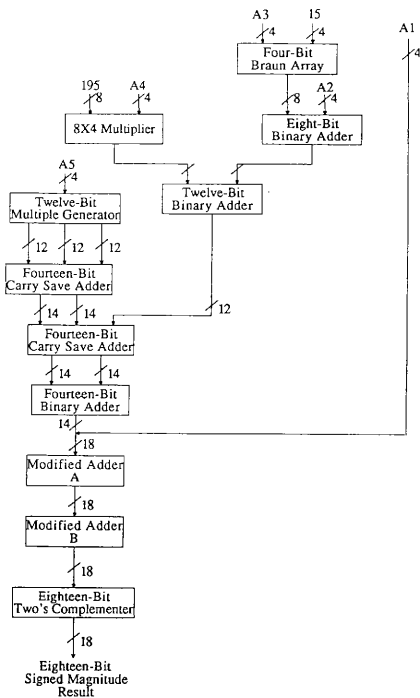 A3 15 A1
4 4 4
Four-Bit
Braun Array
195 A4 8 A2
8 4 4
8X4 Multiplier
Eight-Bit
Binary Adder
A5
4
Twelve-Bit
Multiple Generator
Twelve-Bit
Binary Adder
12 12 12
Fourteen-Bit
Carry Save Adder
14 14 12
Fourteen-Bit
Carry Save Adder
14 14
Fourteen-Bit
Binary Adder
14
18
Modified Adder
A
18
Modified Adder
B
18
Eighteen-Bit
Two's Complementer
18
Eighteen-Bit
Signed Magnitude
Result